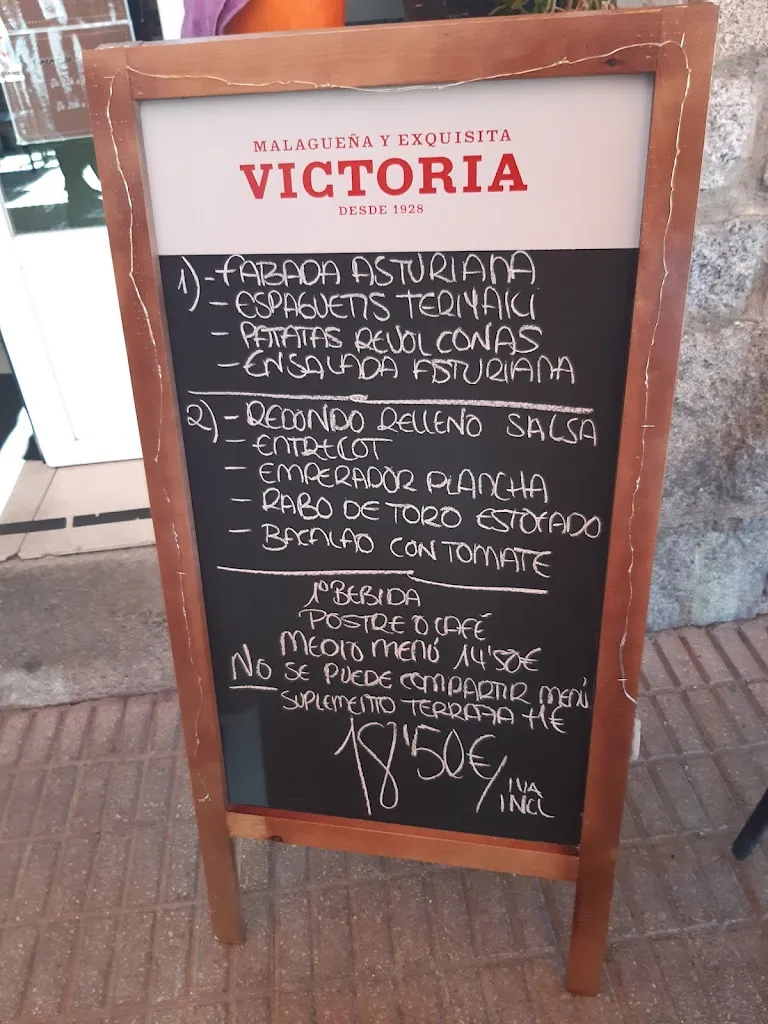 MALAGUEÑA Y EXQUISITA
VICTORIA
DESDE 1928
1) - FABADA ASTURIANA
- ESPAGUETIS TERIYAKI
- PATATAS REVOLCONAS
- ENSALADA ASTURIANA
2) - REDONDO RELLENO SALSA
- ENTRECOT
- EMPERADOR PLANCHA
- RABO DE TORO ESTOFADO
- BACALAO CON TOMATE
1º BEBIDA
POSTRE O CAFÉ
MEDIO MENÚ 14'50€
NO SE PUEDE COMPARTIR MENÚ
SUPLEMENTO TERRAZA +1€
18'50€/IVA
INCL